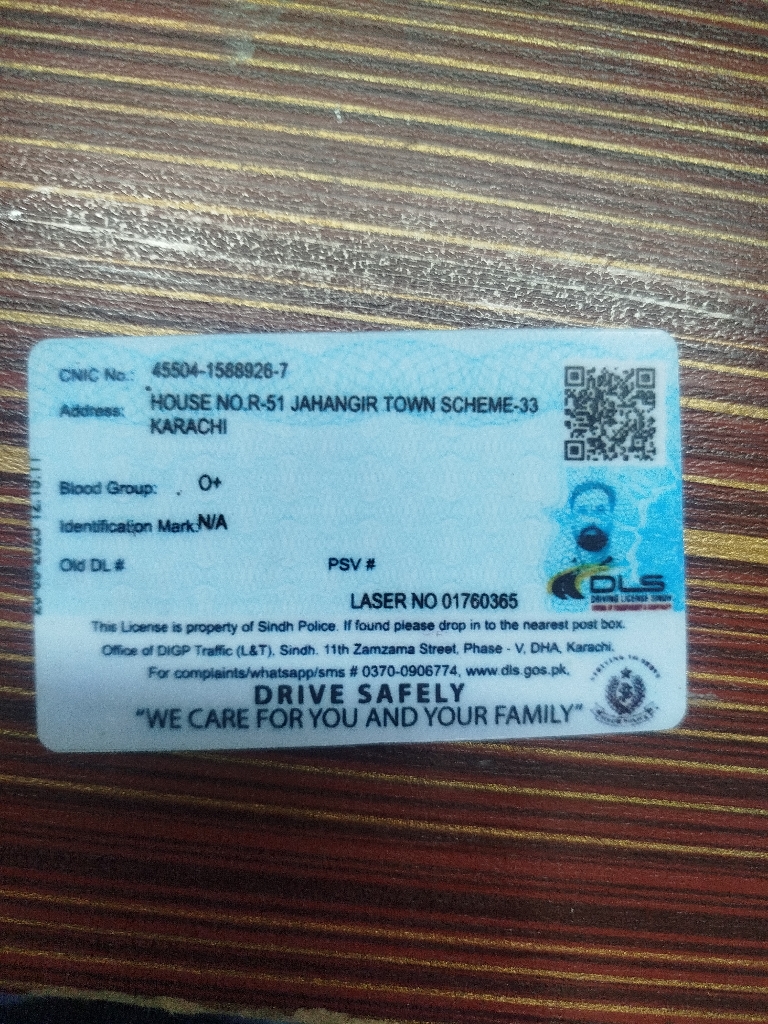 CNIC No.: 45504-1588926-7
Address: HOUSE NO.R-51 JAHANGIR TOWN SCHEME-33
KARACHI
Blood Group: O+
Identification Mark: N/A
Old DL # PSV #
LASER NO 01760365
DLS
DRIVING LICENSE SINDH
This License is property of Sindh Police. If found please drop in to the nearest post box.
Office of DIGP Traffic (L&T), Sindh. 11th Zamzama Street, Phase - V, DHA, Karachi.
For complaints/whatsapp/sms # 0370-0906774, www.dls.gos.pk,
DRIVE SAFELY
"WE CARE FOR YOU AND YOUR FAMILY"